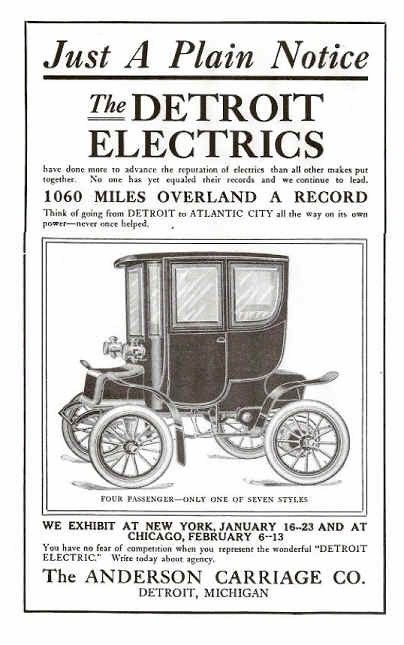 Just A Plain Notice
The DETROIT
ELECTRICS
have done more to advance the reputation of electrics than all other makes put
together. No one has yet equaled their records and we continue to lead.
1060 MILES OVERLAND A RECORD
Think of going from DETROIT to ATLANTIC CITY all the way on its own
power—never once helped.
FOUR PASSENGER—ONLY ONE OF SEVEN STYLES
WE EXHIBIT AT NEW YORK, JANUARY 16--23 AND AT
CHICAGO, FEBRUARY 6--13
You have no fear of competition when you represent the wonderful "DETROIT
ELECTRIC." Write today about agency.
The ANDERSON CARRIAGE CO.
DETROIT, MICHIGAN